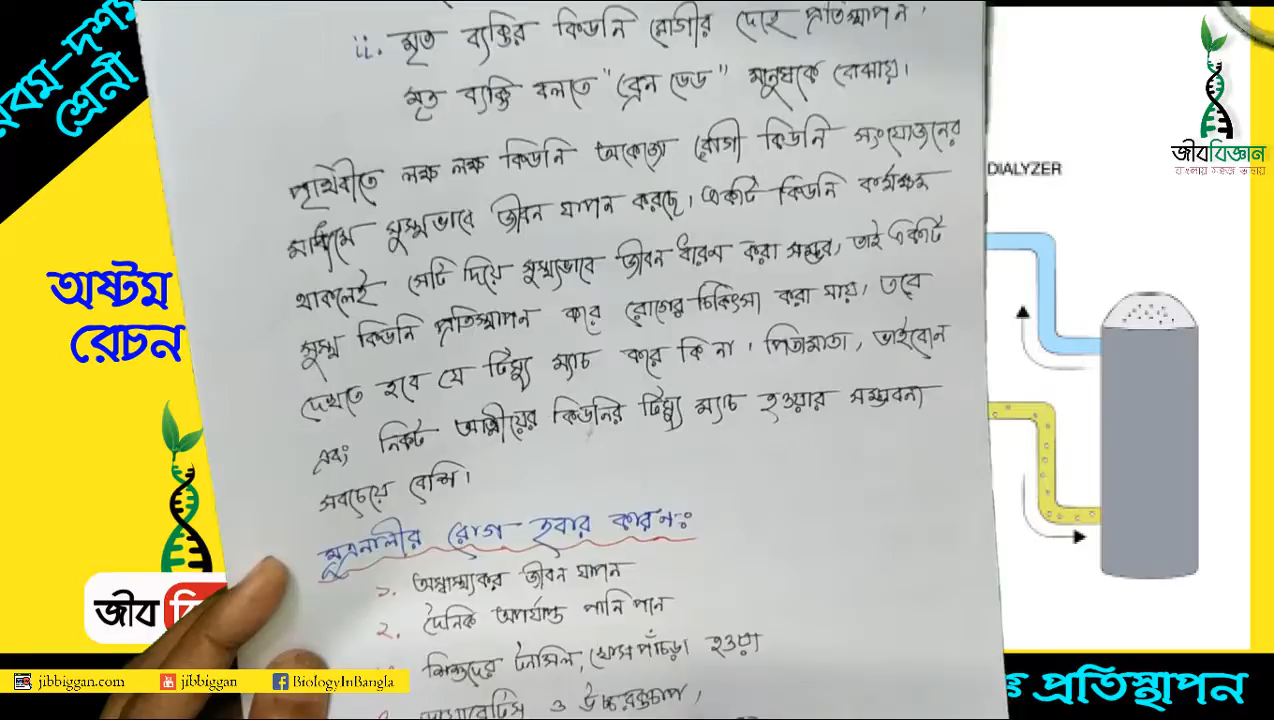 নবম-দশম
শ্রেনী
অষ্টম
রেচন
জীব
ii. মৃত ব্যক্তির কিডনি রোগীর দেহে প্রতিস্থাপন।
মৃত ব্যক্তি বলতে "ব্রেন ডেড" মানুষকে বোঝায়।
পৃথিবীতে লক্ষ লক্ষ কিডনি অকেজো রোগী কিডনি সংযোজনের
মাধ্যমে সুস্থভাবে জীবন যাপন করছে। একটি কিডনি কর্মক্ষম
থাকলেই সেটি দিয়ে সুস্থভাবে জীবন ধারণ করা সম্ভব, তাই একটি
সুস্থ কিডনি প্রতিস্থাপন করে রোগের চিকিৎসা করা যায়, তবে
দেখতে হবে যে টিস্যু ম্যাচ করে কি না। পিতামাতা, ভাইবোন
এবং নিকট আত্মীয়ের কিডনির টিস্যু ম্যাচ হওয়ার সম্ভাবনা
সবচেয়ে বেশি।
মূত্রনালীর রোগ হবার কারণঃ
১. অস্বাস্থ্যকর জীবন যাপন
২. দৈনিক অপর্যাপ্ত পানি পান
শিশুদের টনসিল, খোসপাঁচড়া হওয়া
ও উচ্চরক্তচাপ,
জীববিজ্ঞান
বাংলায় সহজ ভাষায়
DIALYZER
প্রতিস্থাপন
jibbiggan.com
jibbiggan
BiologyInBangla